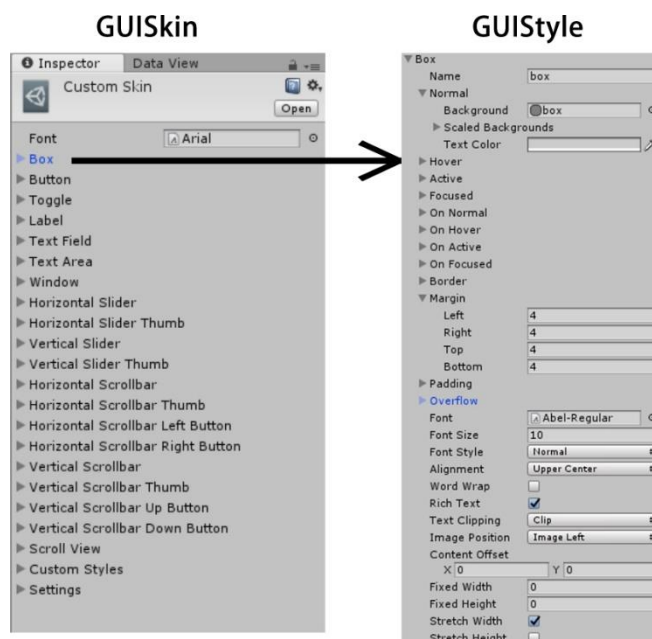 GUISkin
GUIStyle
Inspector Data View
Custom Skin
Open
Font Arial
Box
Button
Toggle
Label
Text Field
Text Area
Window
Horizontal Slider
Horizontal Slider Thumb
Vertical Slider
Vertical Slider Thumb
Horizontal Scrollbar
Horizontal Scrollbar Thumb
Horizontal Scrollbar Left Button
Horizontal Scrollbar Right Button
Vertical Scrollbar
Vertical Scrollbar Thumb
Vertical Scrollbar Up Button
Vertical Scrollbar Down Button
Scroll View
Custom Styles
Settings
Box
Name box
Normal
Background box
Scaled Backgrounds
Text Color
Hover
Active
Focused
On Normal
On Hover
On Active
On Focused
Border
Margin
Left 4
Right 4
Top 4
Bottom 4
Padding
Overflow
Font Abel-Regular
Font Size 10
Font Style Normal
Alignment Upper Center
Word Wrap
Rich Text
Text Clipping Clip
Image Position Image Left
Content Offset
X 0 Y 0
Fixed Width 0
Fixed Height 0
Stretch Width
Stretch Height